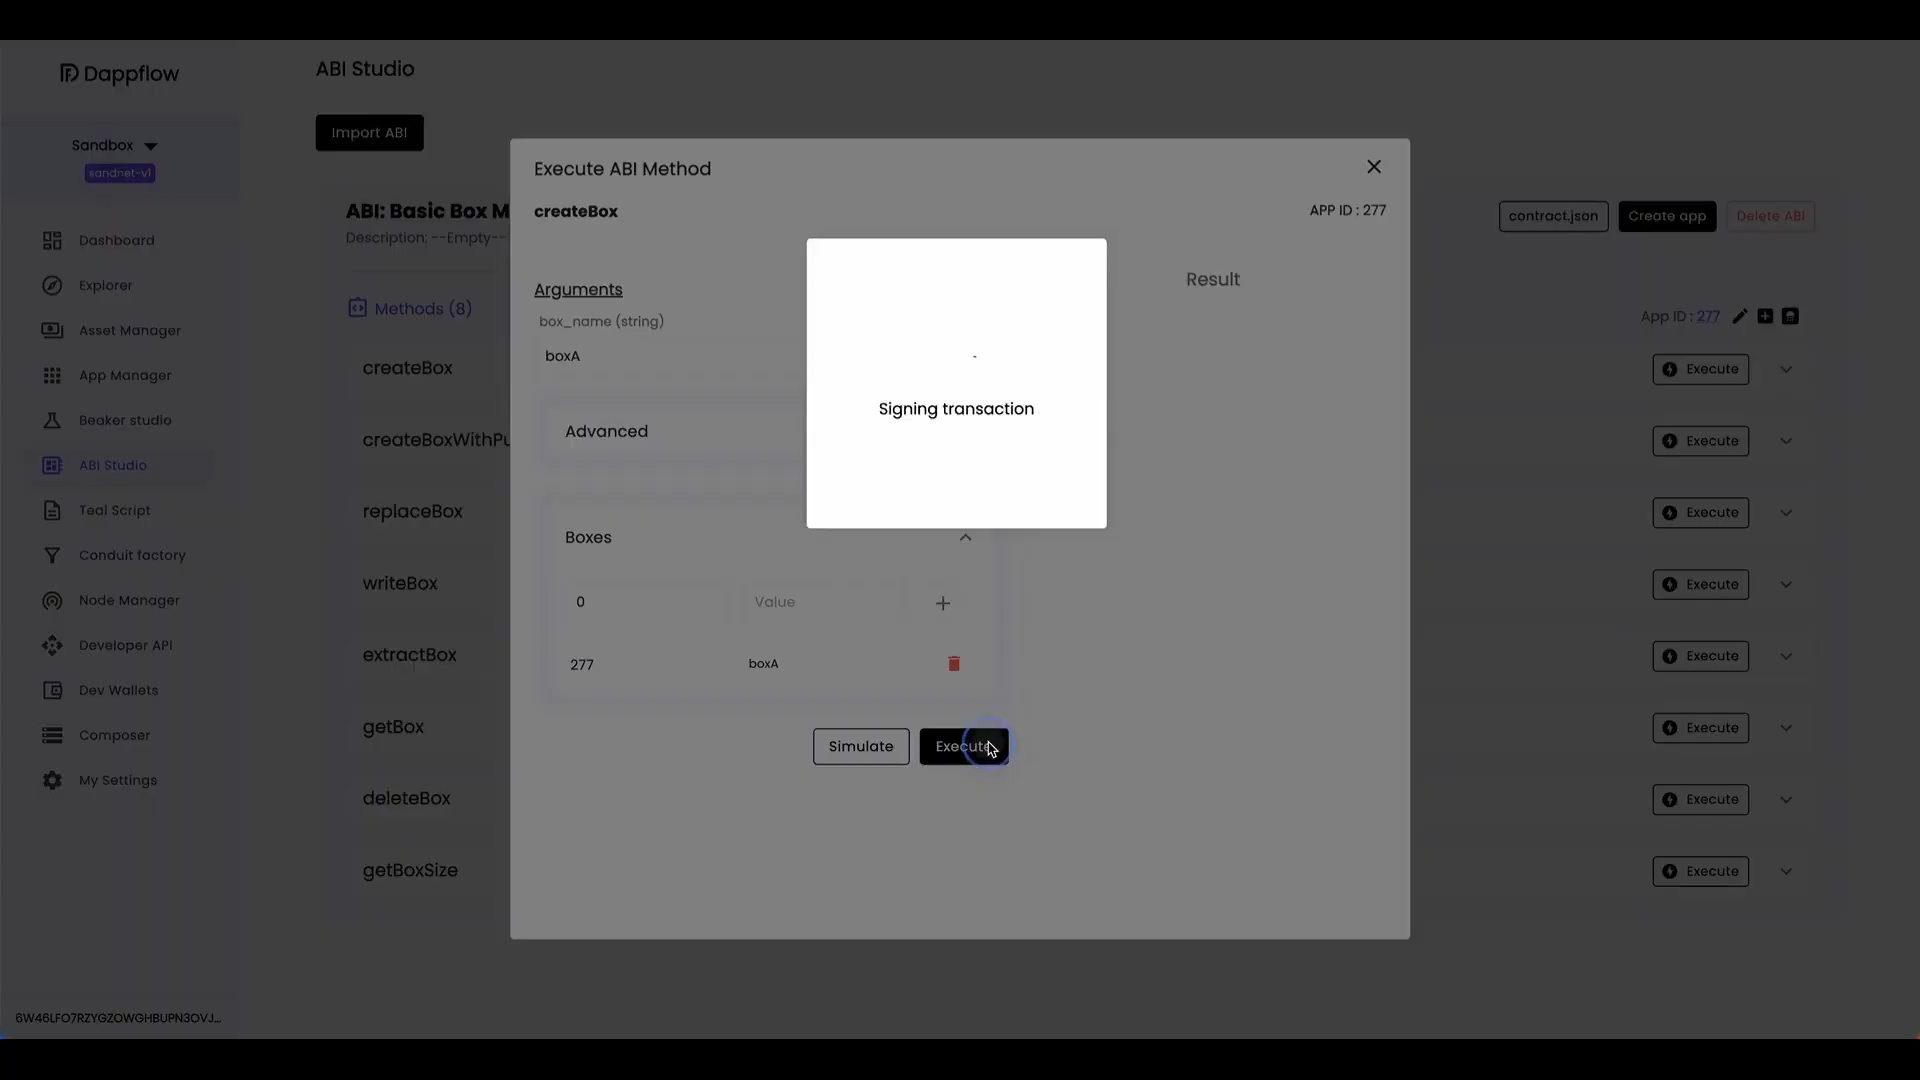 Dappflow
Sandbox
sandnet-v1
Dashboard
Explorer
Asset Manager
App Manager
Beaker studio
ABI Studio
Teal Script
Conduit factory
Node Manager
Developer API
Dev Wallets
Composer
My Settings
6W46LFO7RZYGZOWGHBUPN3OVJ...
ABI Studio
Import ABI
ABI: Basic Box M
Description: --Empty--
contract.json
Create app
Delete ABI
Methods (8)
App ID : 277
createBox
Execute
createBoxWithPu
Execute
replaceBox
Execute
writeBox
Execute
extractBox
Execute
getBox
Execute
deleteBox
Execute
getBoxSize
Execute
Execute ABI Method
createBox
APP ID : 277
Arguments
Result
box_name (string)
boxA
Advanced
Boxes
0
Value
277
boxA
Simulate
Execute
Signing transaction